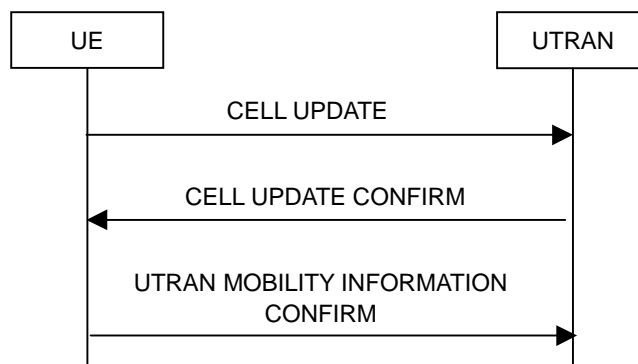 UE
UTRAN
CELL UPDATE
CELL UPDATE CONFIRM
UTRAN MOBILITY INFORMATION
CONFIRM